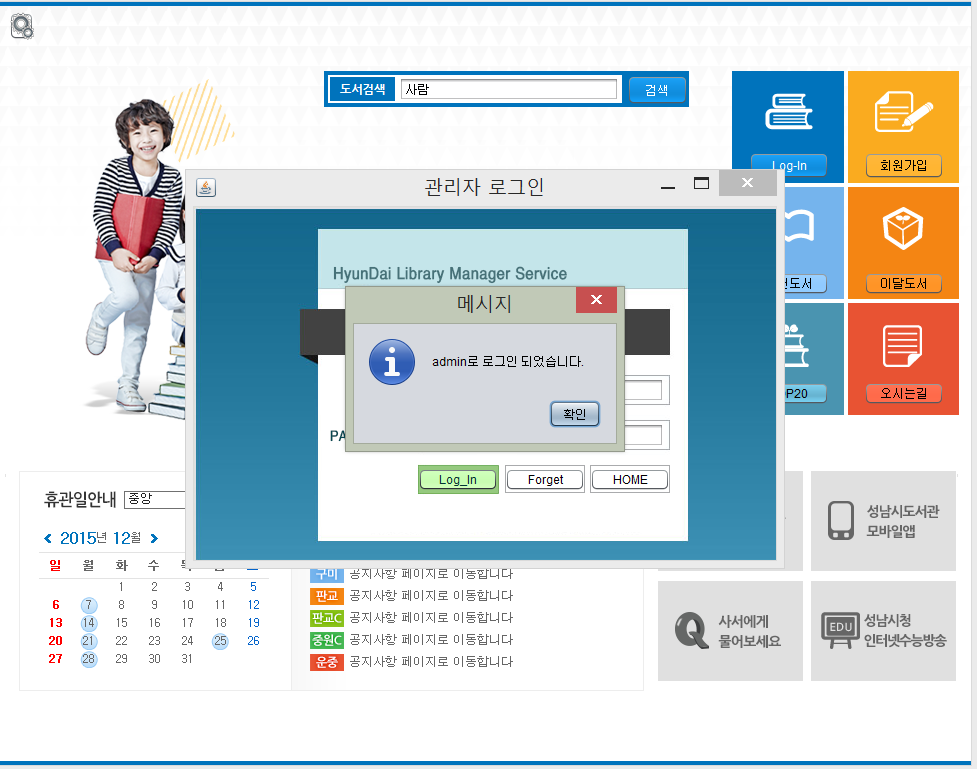 도서검색 사람 검색
Log-In 회원가입
관리자 로그인
HyunDai Library Manager Service
메시지
admin로 로그인 되었습니다.
확인
PA
Log_In Forget HOME
도서 이달도서
P20 오시는길
휴관일안내 중앙
2015년 12월
일 월 화 수
1 2 3 4 5
6 7 8 9 10 11 12
13 14 15 16 17 18 19
20 21 22 23 24 25 26
27 28 29 30 31
구미 공지사항 페이지로 이동합니다
판교 공지사항 페이지로 이동합니다
판교C 공지사항 페이지로 이동합니다
중원C 공지사항 페이지로 이동합니다
운중 공지사항 페이지로 이동합니다
성남시도서관
모바일앱
사서에게
물어보세요
EDU 성남시청
인터넷수능방송